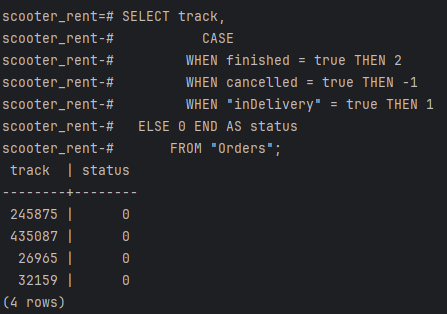 scooter_rent=# SELECT track,
scooter_rent-#           CASE
scooter_rent-#         WHEN finished = true THEN 2
scooter_rent-#         WHEN cancelled = true THEN -1
scooter_rent-#         WHEN "inDelivery" = true THEN 1
scooter_rent-#   ELSE 0 END AS status
scooter_rent-#       FROM "Orders";
 track  | status
--------+--------
 245875 |      0
 435087 |      0
  26965 |      0
  32159 |      0
(4 rows)